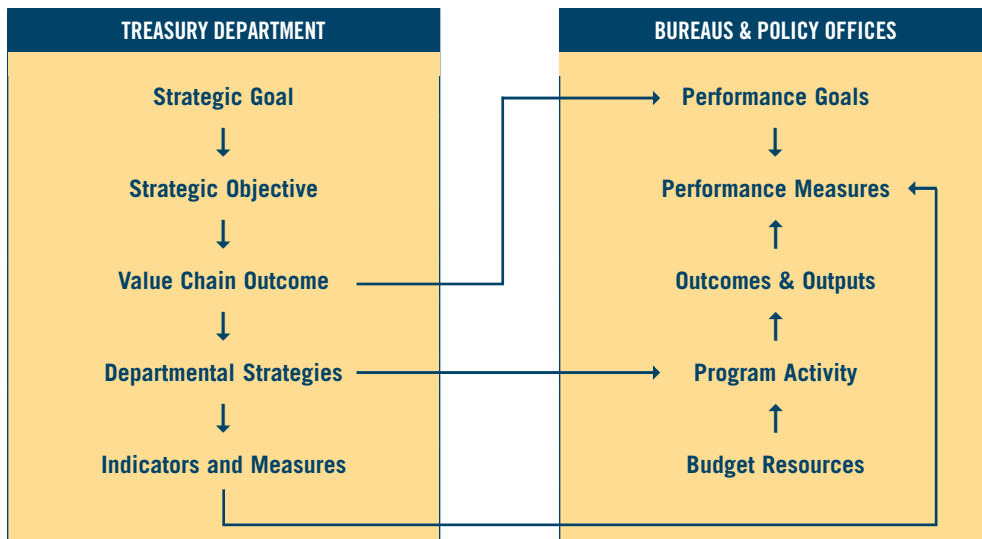 TREASURY DEPARTMENT
Strategic Goal
Strategic Objective
Value Chain Outcome
Departmental Strategies
Indicators and Measures
BUREAUS & POLICY OFFICES
Performance Goals
Performance Measures
Outcomes & Outputs
Program Activity
Budget Resources